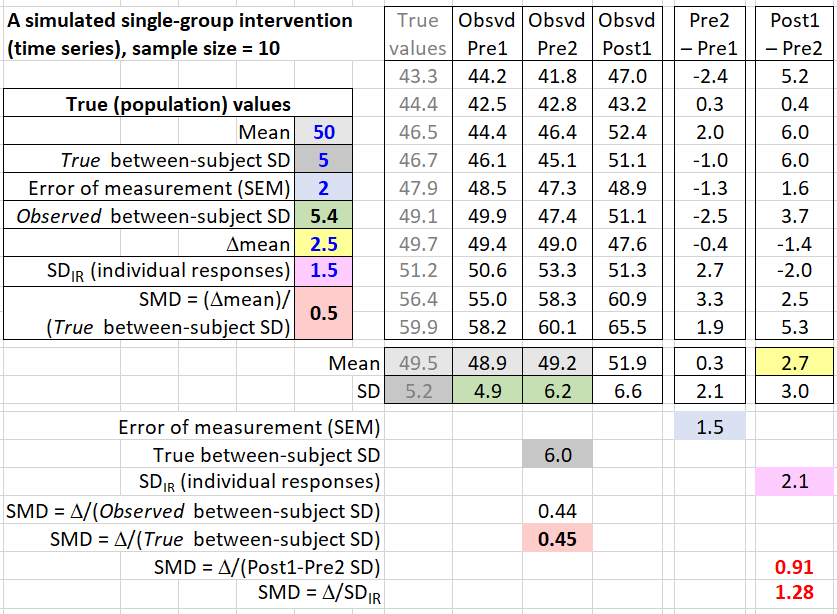 A simulated single-group intervention True Obsvd Obsvd Obsvd Pre2 Post1
(time series), sample size = 10 values Pre1 Pre2 Post1 – Pre1 – Pre2
43.3 44.2 41.8 47.0 -2.4 5.2
True (population) values 44.4 42.5 42.8 43.2 0.3 0.4
Mean 50 46.5 44.4 46.4 52.4 2.0 6.0
True between-subject SD 5 46.7 46.1 45.1 51.1 -1.0 6.0
Error of measurement (SEM) 2 47.9 48.5 47.3 48.9 -1.3 1.6
Observed between-subject SD 5.4 49.1 49.9 47.4 51.1 -2.5 3.7
Δmean 2.5 49.7 49.4 49.0 47.6 -0.4 -1.4
SDIR (individual responses) 1.5 51.2 50.6 53.3 51.3 2.7 -2.0
SMD = (Δmean)/ 0.5 56.4 55.0 58.3 60.9 3.3 2.5
(True between-subject SD) 59.9 58.2 60.1 65.5 1.9 5.3
Mean 49.5 48.9 49.2 51.9 0.3 2.7
SD 5.2 4.9 6.2 6.6 2.1 3.0
Error of measurement (SEM) 1.5
True between-subject SD 6.0
SDIR (individual responses) 2.1
SMD = Δ/(Observed between-subject SD) 0.44
SMD = Δ/(True between-subject SD) 0.45
SMD = Δ/(Post1-Pre2 SD) 0.91
SMD = Δ/SDIR 1.28